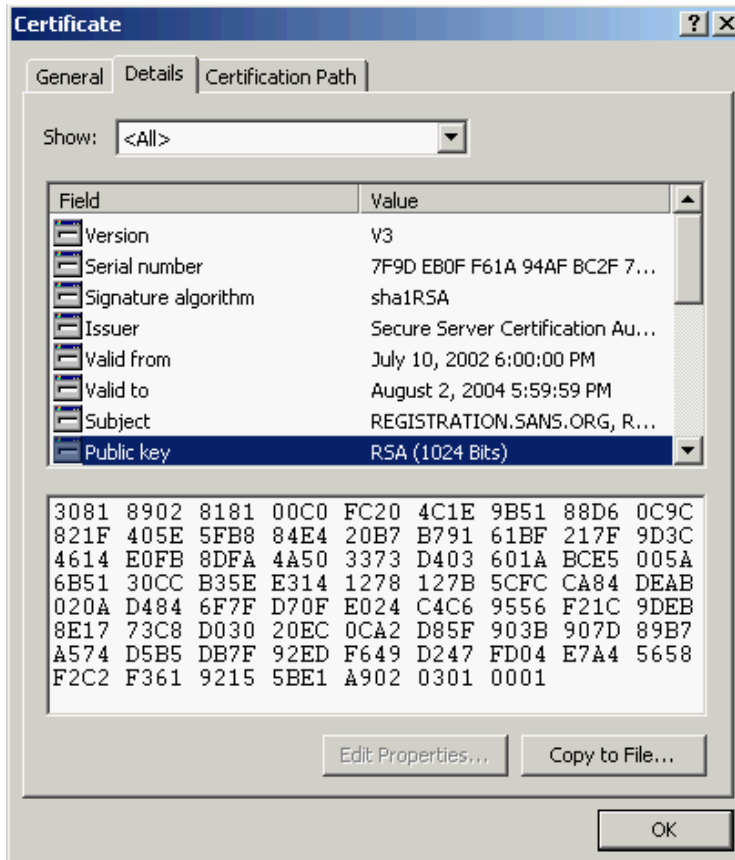 Certificate
General Details Certification Path
Show: <All>
Field Value
Version V3
Serial number 7F9D EB0F F61A 94AF BC2F 7...
Signature algorithm sha1RSA
Issuer Secure Server Certification Au...
Valid from July 10, 2002 6:00:00 PM
Valid to August 2, 2004 5:59:59 PM
Subject REGISTRATION.SANS.ORG, R...
Public key RSA (1024 Bits)
3081 8902 8181 00C0 FC20 4C1E 9B51 88D6 0C9C
821F 405E 5FB8 84E4 20B7 B791 61BF 217F 9D3C
4614 E0FB 8DFA 4A50 3373 D403 601A BCE5 005A
6B51 30CC B35E E314 1278 127B 5CFC CA84 DEAB
020A D484 6F7F D70F E024 C4C6 9556 F21C 9DEB
8E17 73C8 D030 20EC 0CA2 D85F 903B 907D 89B7
A574 D5B5 DB7F 92ED F649 D247 FD04 E7A4 5658
F2C2 F361 9215 5BE1 A902 0301 0001
Edit Properties... Copy to File...
OK